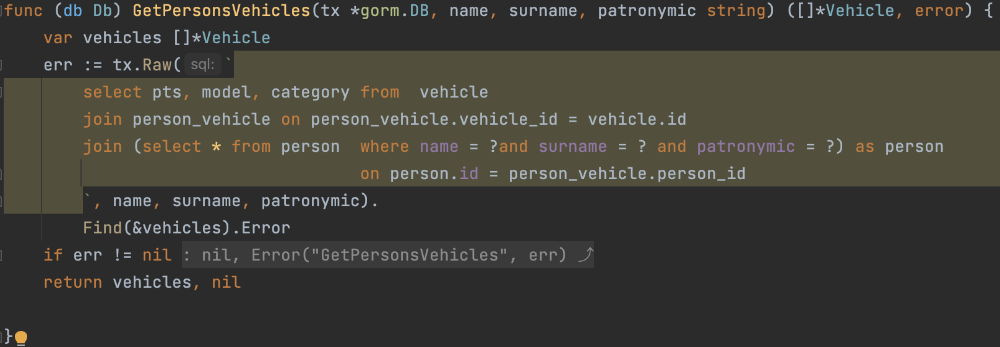 func (db Db) GetPersonsVehicles(tx *gorm.DB, name, surname, patronymic string) ([]*Vehicle, error) {
var vehicles []*Vehicle
err := tx.Raw( sql: `
select pts, model, category from  vehicle
join person_vehicle on person_vehicle.vehicle_id = vehicle.id
join (select * from person  where name = ?and surname = ? and patronymic = ?) as person
on person.id = person_vehicle.person_id
`, name, surname, patronymic).
Find(&vehicles).Error
if err != nil : nil, Error("GetPersonsVehicles", err) ⤴
return vehicles, nil
}